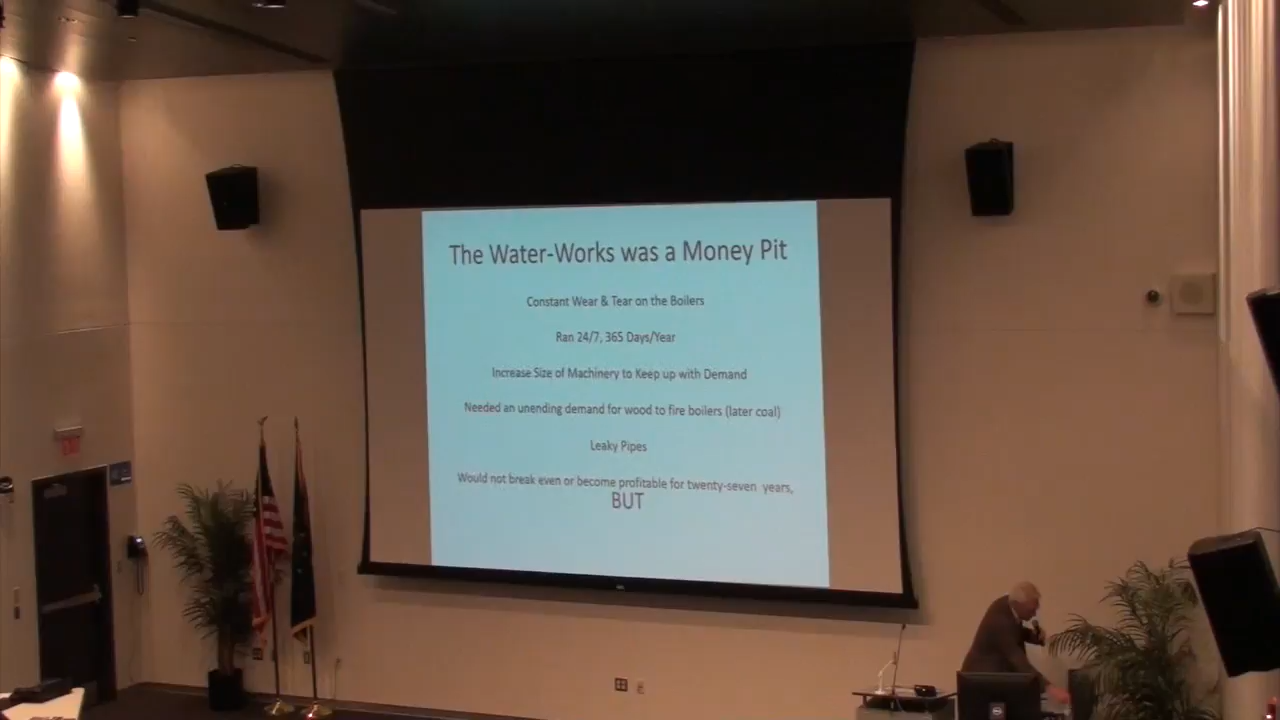 The Water-Works was a Money Pit
Constant Wear & Tear on the Boilers
Ran 24/7, 365 Days/Year
Increase Size of Machinery to Keep up with Demand
Needed an unending demand for wood to fire boilers (later coal)
Leaky Pipes
Would not break even or become profitable for twenty-seven years,
BUT
EXIT